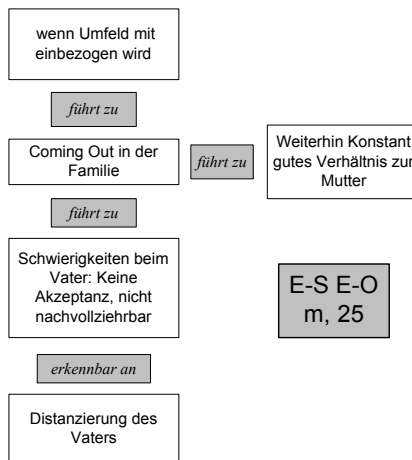 wenn Umfeld mit
einbezogen wird
führt zu
Coming Out in der
Familie
führt zu
Weiterhin Konstant
gutes Verhältnis zur
Mutter
führt zu
Schwierigkeiten beim
Vater: Keine
Akzeptanz, nicht
nachvollziehrbar
E-S E-O
m, 25
erkennbar an
Distanzierung des
Vaters